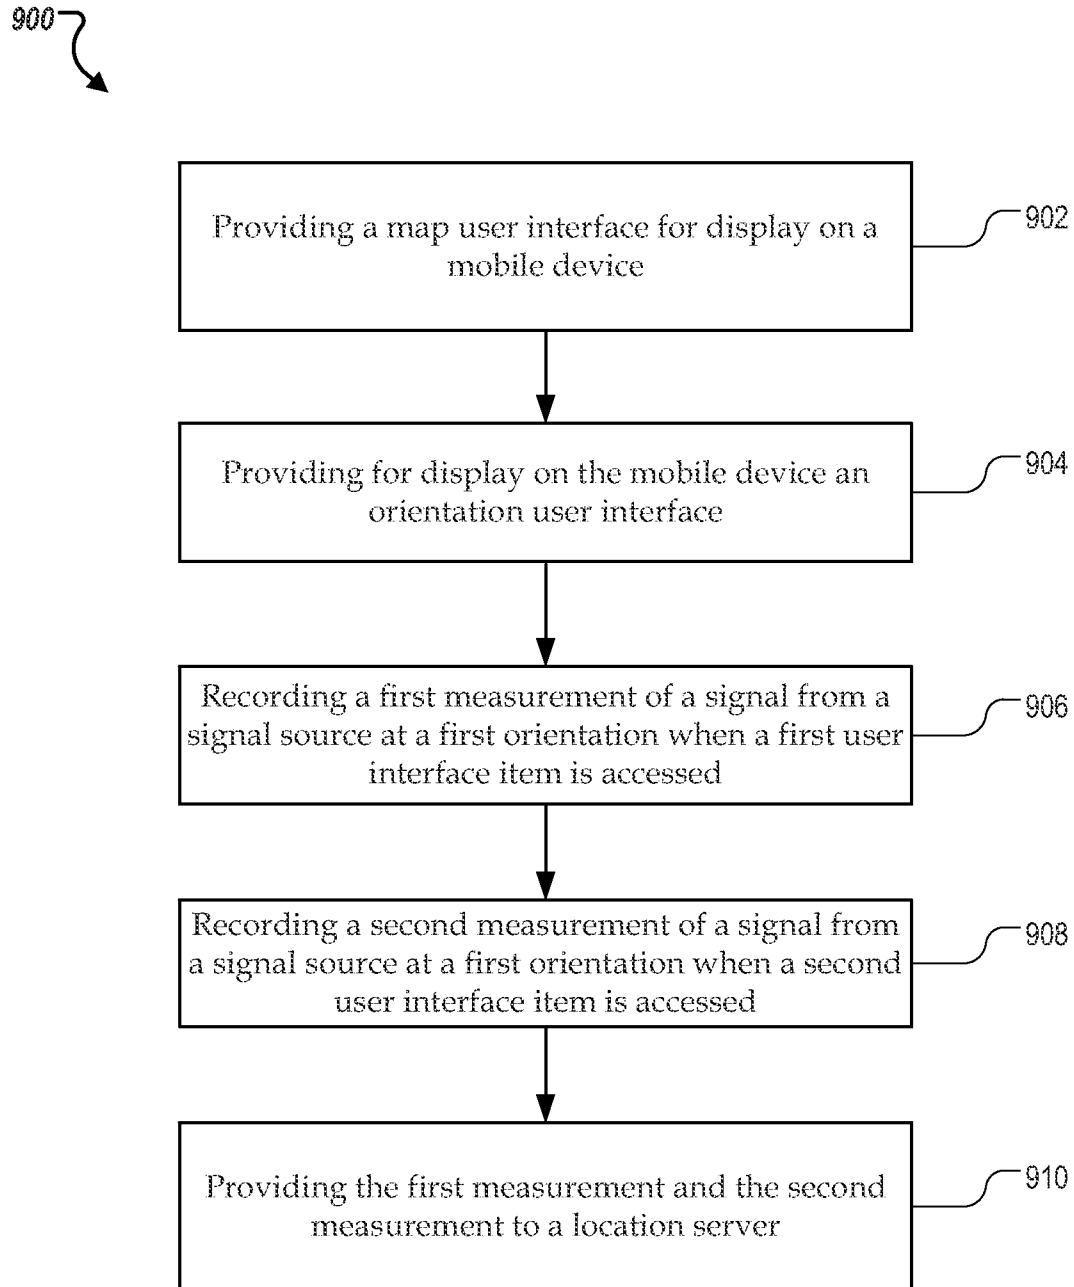 900
Providing a map user interface for display on a
mobile device
902
Providing for display on the mobile device an
orientation user interface
904
Recording a first measurement of a signal from a
signal source at a first orientation when a first user
interface item is accessed
906
Recording a second measurement of a signal from
a signal source at a first orientation when a second
user interface item is accessed
908
Providing the first measurement and the second
measurement to a location server
910